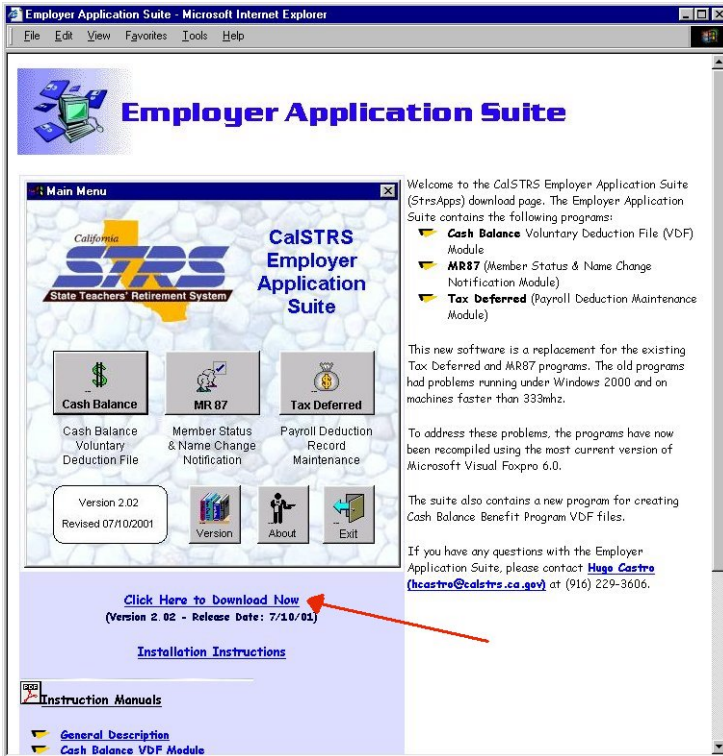 Employer Application Suite - Microsoft Internet Explorer
File Edit View Favorites Tools Help
Employer Application Suite
Main Menu
California
STRS
State Teachers' Retirement System
CalSTRS
Employer
Application
Suite
Cash Balance
MR 87
Tax Deferred
Cash Balance
Voluntary
Deduction File
Member Status
& Name Change
Notification
Payroll Deduction
Record
Maintenance
Version 2.02
Revised 07/10/2001
Version
About
Exit
Click Here to Download Now
(Version 2.02 - Release Date: 7/10/01)
Installation Instructions
PDF
Instruction Manuals
General Description
Cash Balance VDF Module
Welcome to the CalSTRS Employer Application Suite
(StrsApps) download page. The Employer Application
Suite contains the following programs:
Cash Balance Voluntary Deduction File (VDF)
Module
MR87 (Member Status & Name Change
Notification Module)
Tax Deferred (Payroll Deduction Maintenance
Module)
This new software is a replacement for the existing
Tax Deferred and MR87 programs. The old programs
had problems running under Windows 2000 and on
machines faster than 333mhz.
To address these problems, the programs have now
been recompiled using the most current version of
Microsoft Visual Foxpro 6.0.
The suite also contains a new program for creating
Cash Balance Benefit Program VDF files.
If you have any questions with the Employer
Application Suite, please contact Hugo Castro
(hcastro@calstrs.ca.gov) at (916) 229-3606.